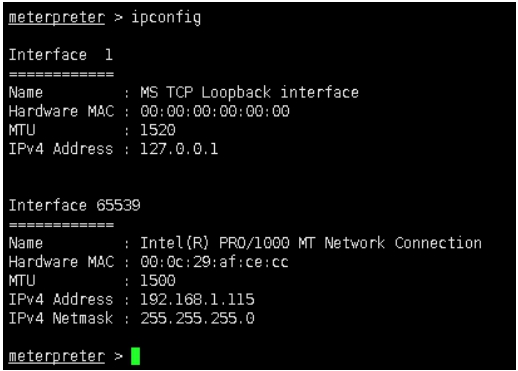 meterpreter > ipconfig
Interface  1
============
Name         : MS TCP Loopback interface
Hardware MAC : 00:00:00:00:00:00
MTU          : 1520
IPv4 Address : 127.0.0.1
Interface 65539
============
Name         : Intel(R) PRO/1000 MT Network Connection
Hardware MAC : 00:0c:29:af:ce:cc
MTU          : 1500
IPv4 Address : 192.168.1.115
IPv4 Netmask : 255.255.255.0
meterpreter >